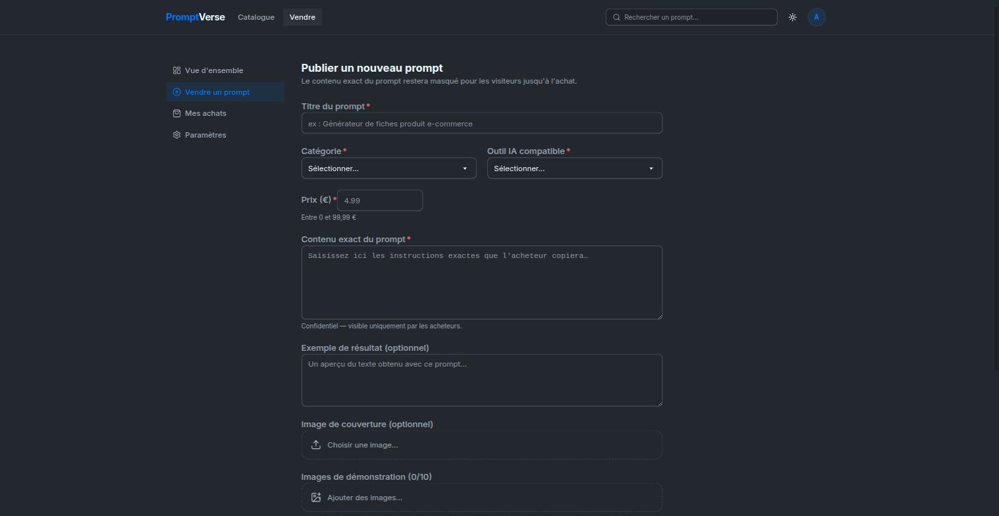 PromptVerse Catalogue Vendre Rechercher un prompt... A
Vue d'ensemble
Vendre un prompt
Mes achats
Paramètres
Publier un nouveau prompt
Le contenu exact du prompt restera masqué pour les visiteurs jusqu'à l'achat.
Titre du prompt *
ex : Générateur de fiches produit e-commerce
Catégorie * Outil IA compatible *
Sélectionner... Sélectionner...
Prix (€) * 4.99
Entre 0 et 99,99 €
Contenu exact du prompt *
Saisissez ici les instructions exactes que l'acheteur copiera…
Confidentiel — visible uniquement par les acheteurs.
Exemple de résultat (optionnel)
Un aperçu du texte obtenu avec ce prompt...
Image de couverture (optionnel)
Choisir une image...
Images de démonstration (0/10)
Ajouter des images...